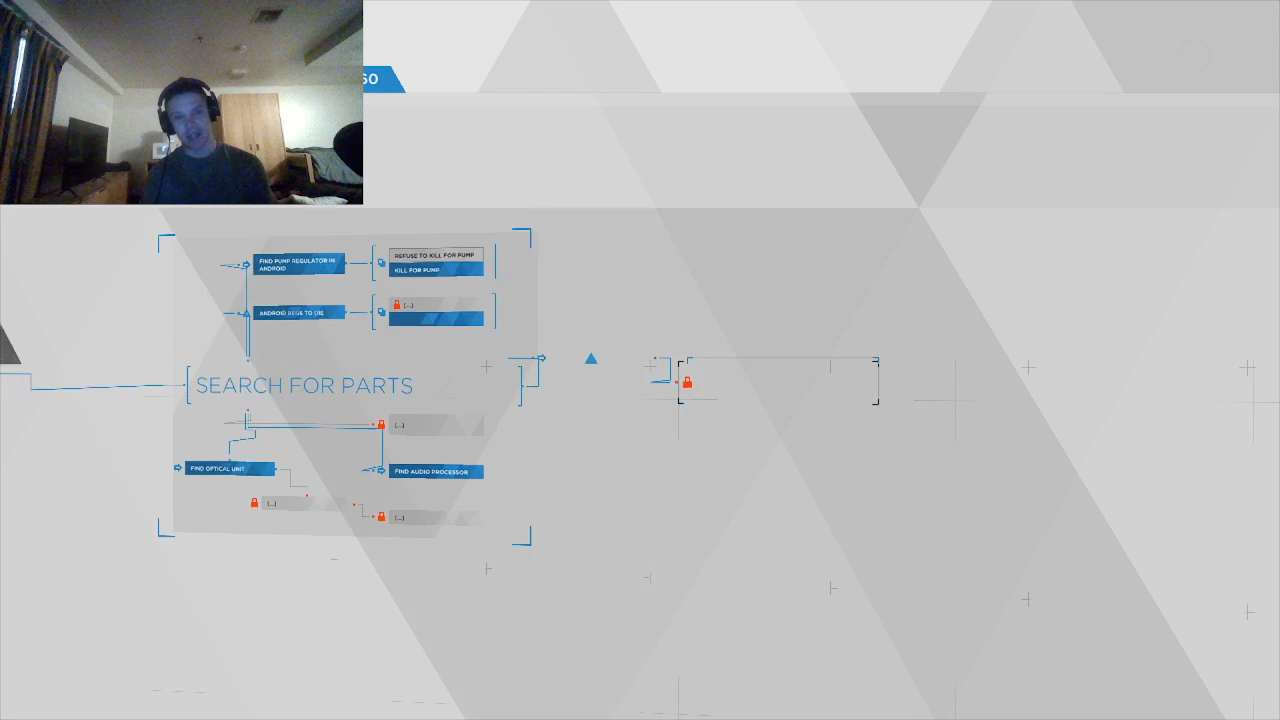 60
FIND PUMP REGULATOR IN
ANDROID
REFUSE TO KILL FOR PUMP
KILL FOR PUMP
ANDROID BEGS TO DIE
[...]
SEARCH FOR PARTS
[...]
FIND OPTICAL UNIT
FIND AUDIO PROCESSOR
[...]
[...]